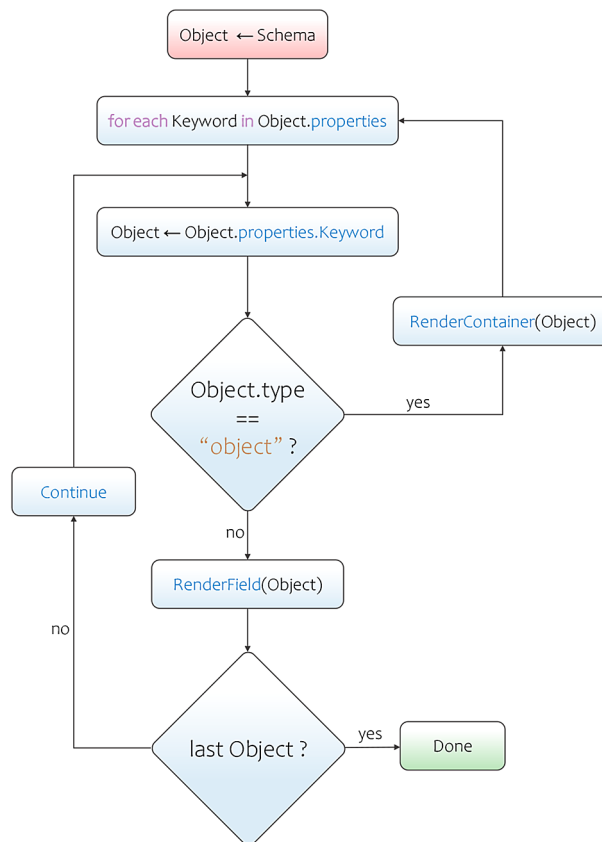 Object ← Schema
for each Keyword in Object.properties
Object ← Object.properties.Keyword
RenderContainer(Object)
Object.type
==
“object” ?
yes
Continue
no
RenderField(Object)
no
last Object ?
yes
Done